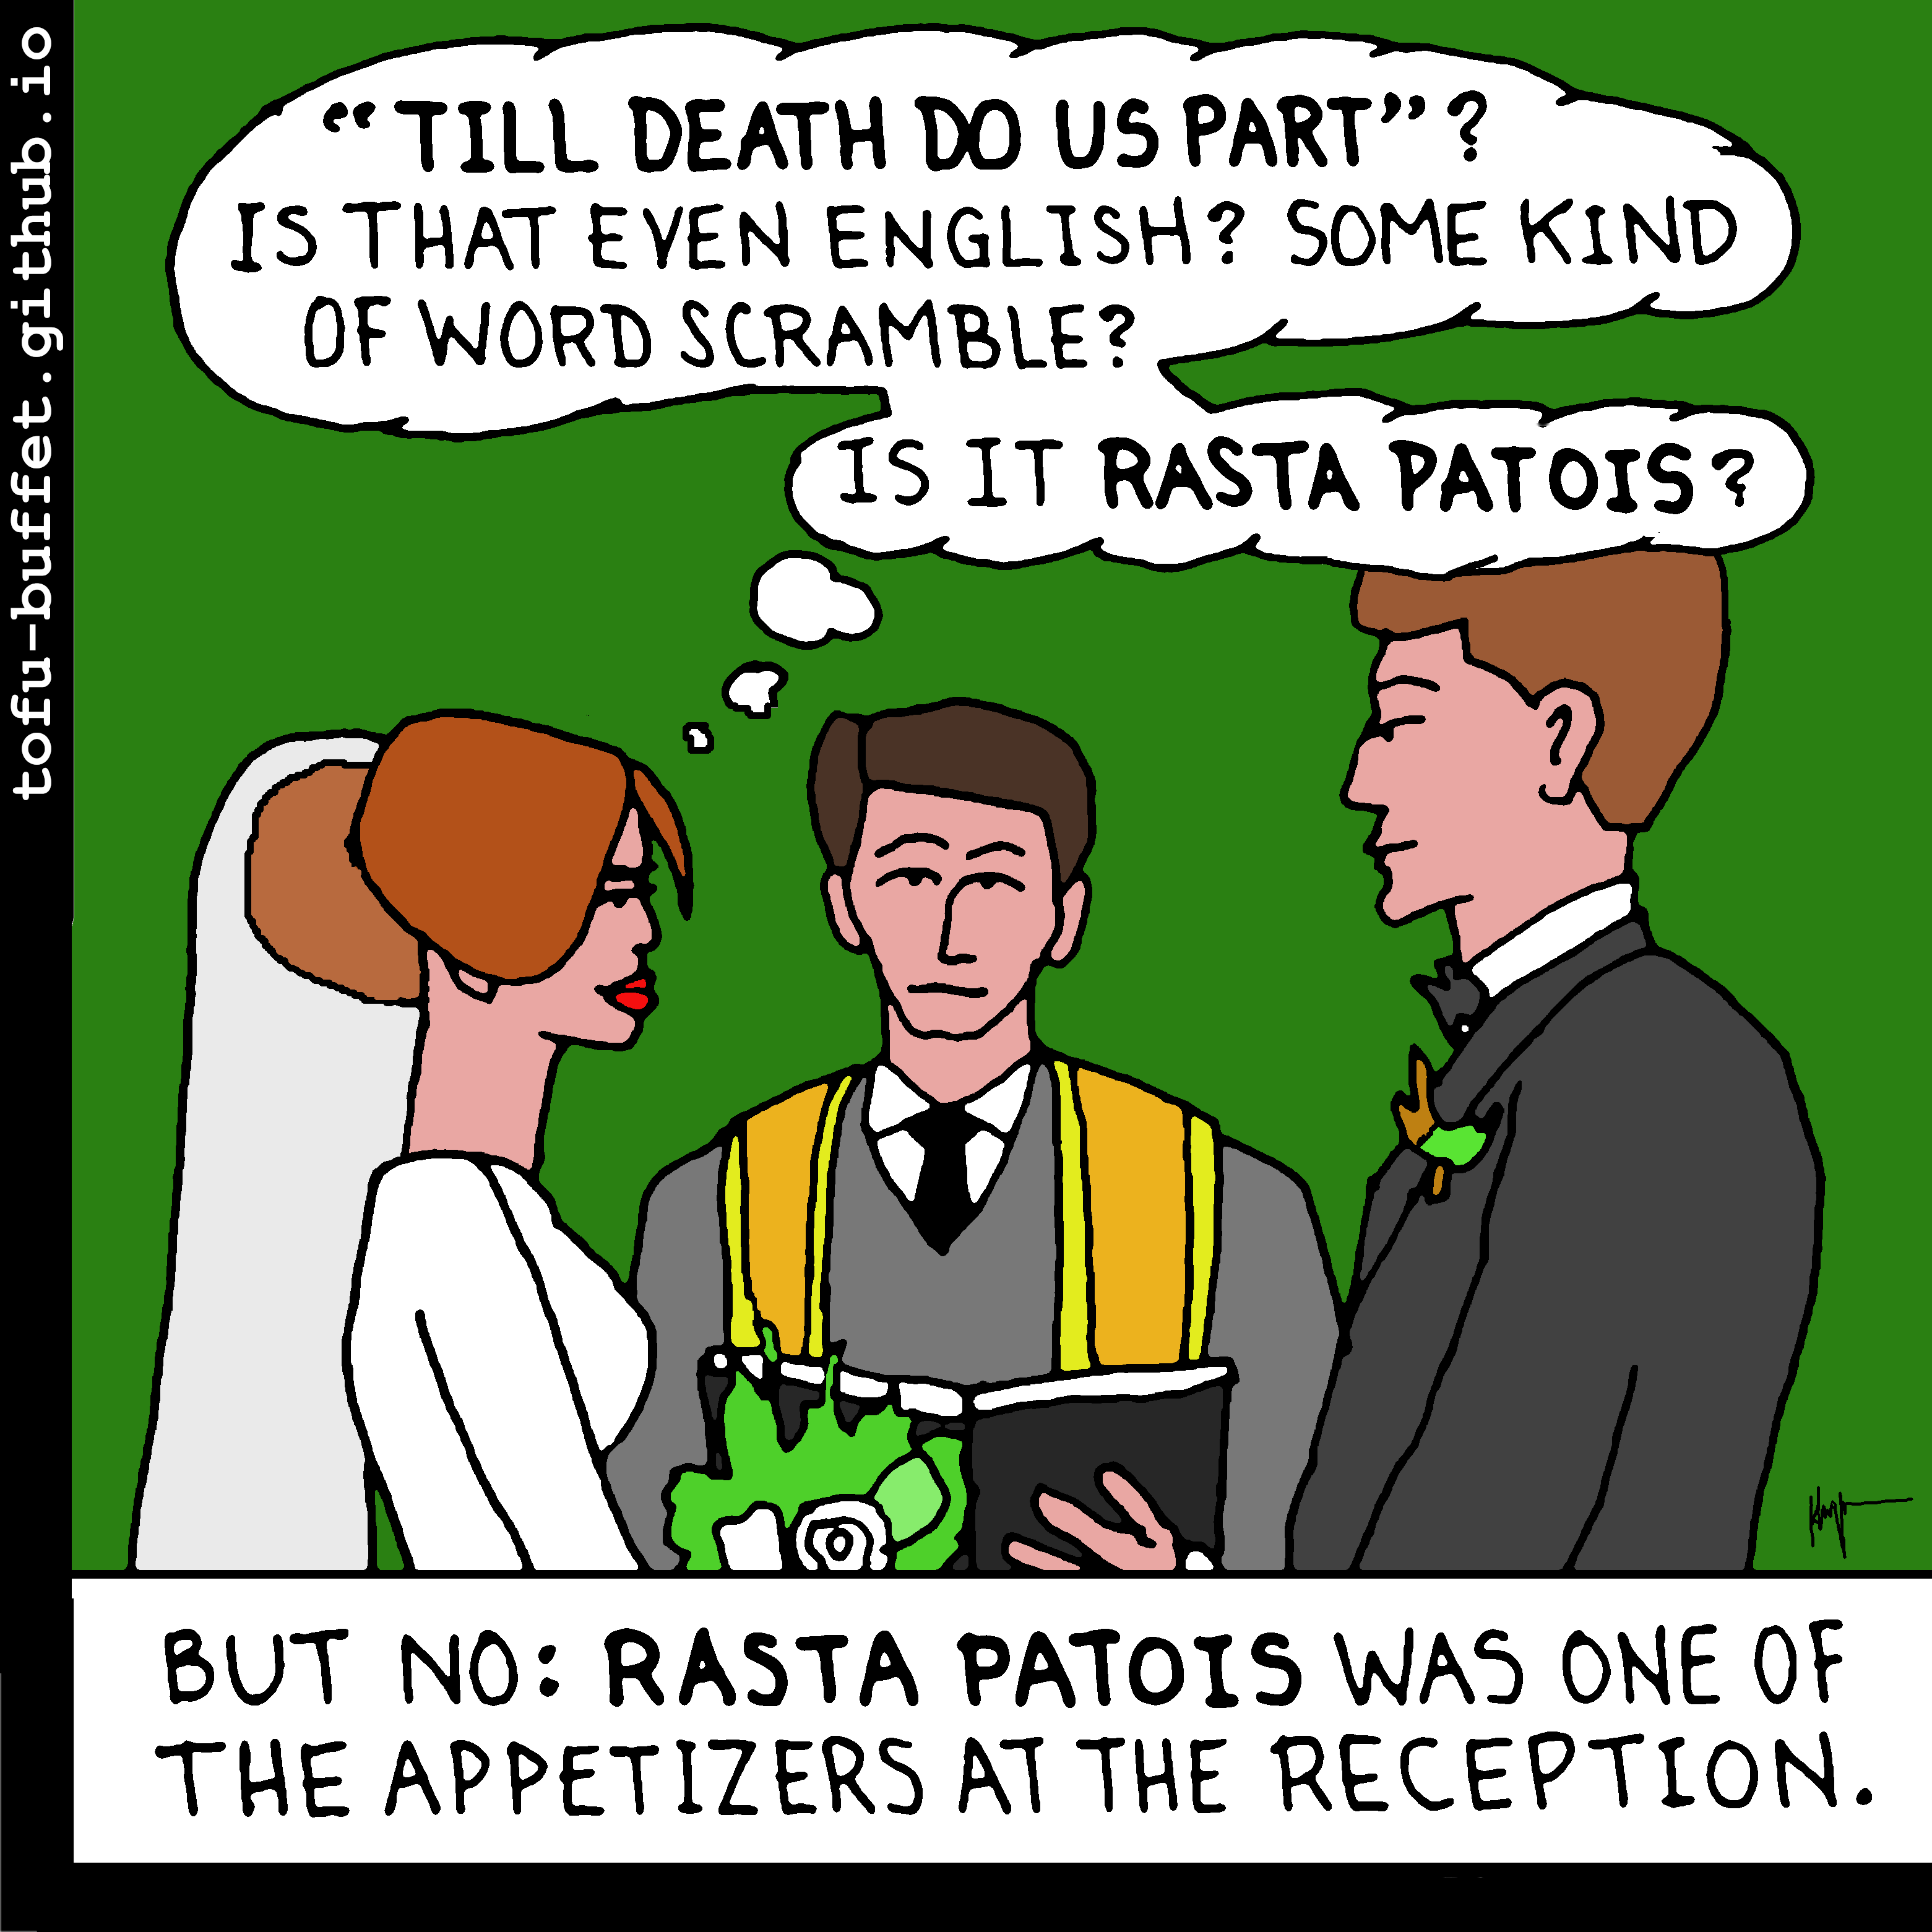 tofu-buffet.github.io
“TILL DEATH DO US PART”?
IS THAT EVEN ENGLISH? SOME KIND
OF WORD SCRAMBLE?
IS IT RASTA PATOIS?
BUT NO: RASTA PATOIS WAS ONE OF
THE APPETIZERS AT THE RECEPTION.